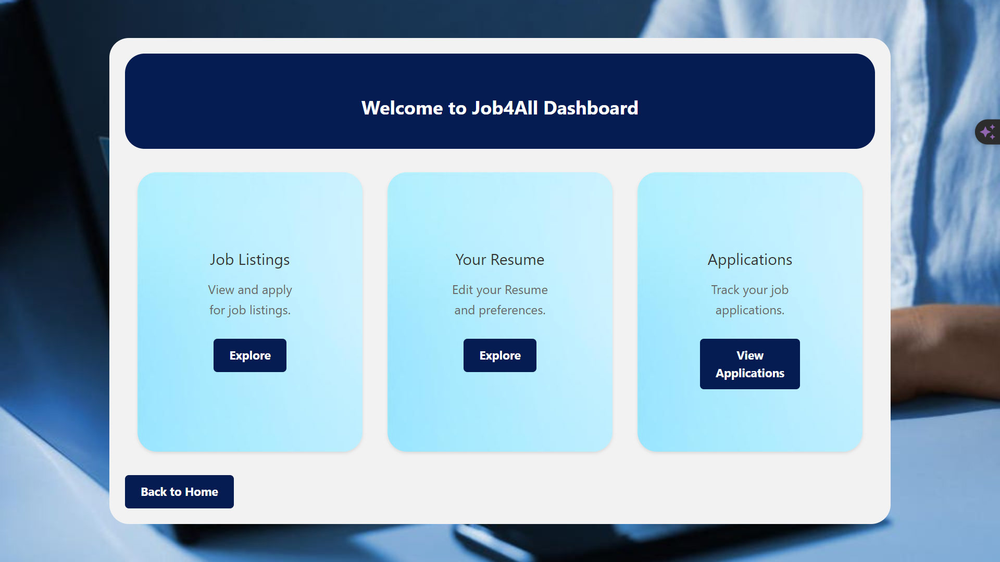 Welcome to Job4All Dashboard
Job Listings
View and apply
for job listings.
Explore
Your Resume
Edit your Resume
and preferences.
Explore
Applications
Track your job
applications.
View
Applications
Back to Home